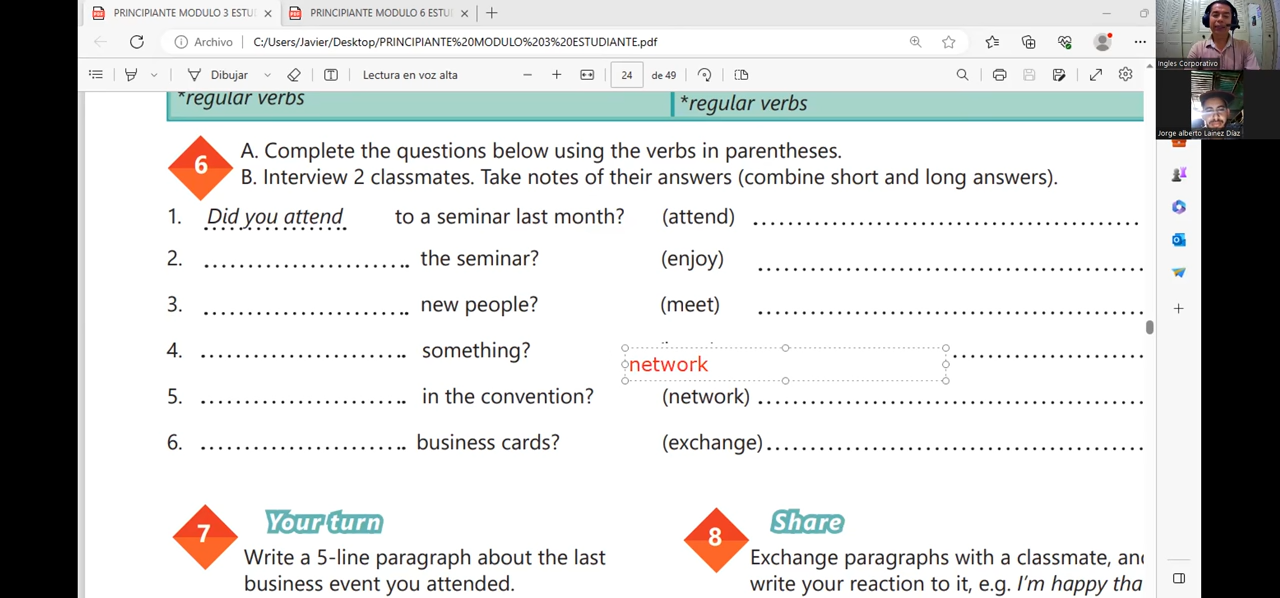 PRINCIPIANTE MODULO 3 ESTU
PRINCIPIANTE MODULO 6 ESTU
Archivo
C:/Users/Javier/Desktop/PRINCIPIANTE%20MODULO%203%20ESTUDIANTE.pdf
Dibujar
Lectura en voz alta
24 de 49
Ingles Corporativo
Jorge alberto Lainez Díaz
*regular verbs
*regular verbs
6
A. Complete the questions below using the verbs in parentheses.
B. Interview 2 classmates. Take notes of their answers (combine short and long answers).
1. Did you attend to a seminar last month? (attend)
2. the seminar? (enjoy)
3. new people? (meet)
4. something?
network
5. in the convention? (network)
6. business cards? (exchange)
7 Your turn
Write a 5-line paragraph about the last
business event you attended.
8 Share
Exchange paragraphs with a classmate, and
write your reaction to it, e.g. I'm happy tha